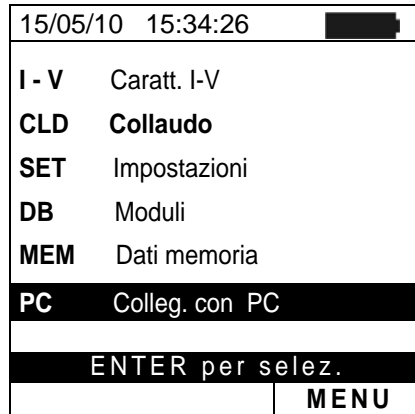 15/05/10 15:34:26
I - V Caratt. I-V
CLD Collaudo
SET Impostazioni
DB Moduli
MEM Dati memoria
PC Colleg. con PC
ENTER per selez.
MENU